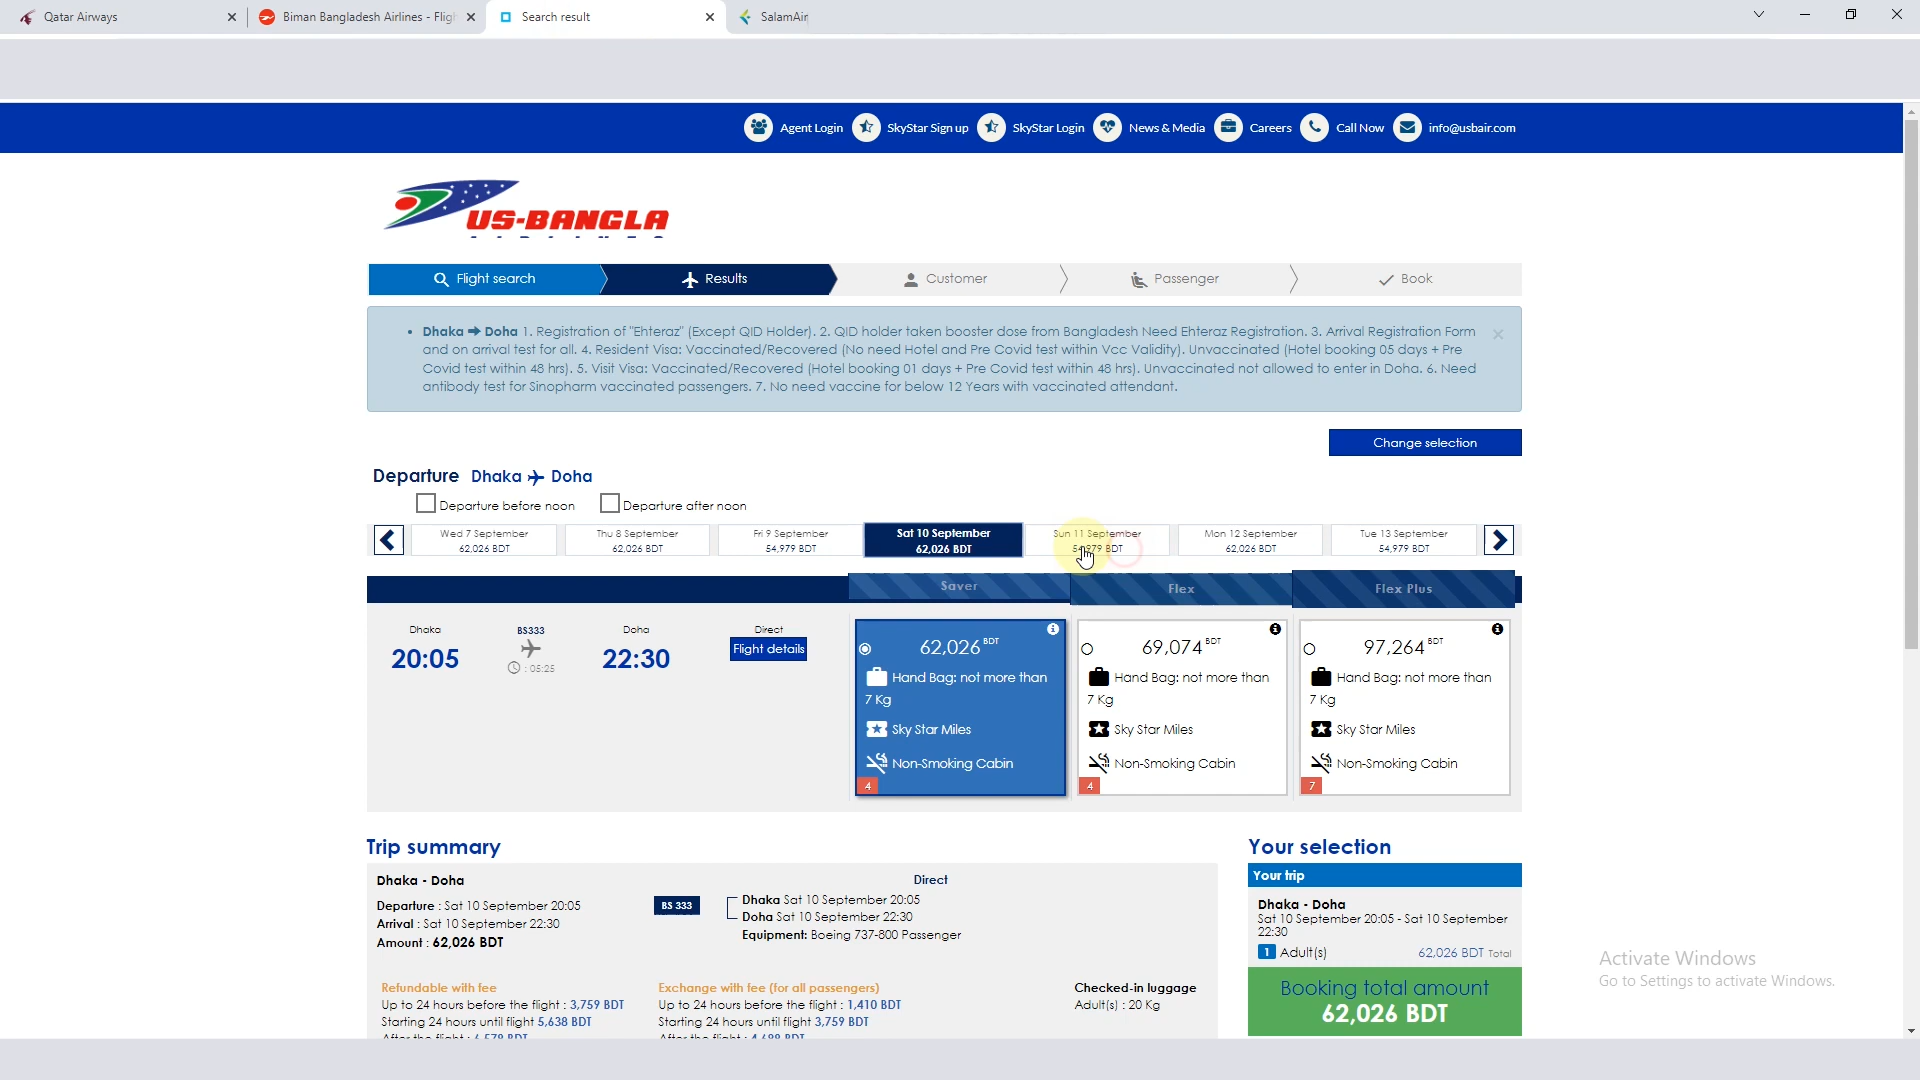 Qatar Airways
Biman Bangladesh Airlines - Fligh
Search result
SalamAir
Agent Login
SkyStar Sign up
SkyStar Login
News & Media
Careers
Call Now
info@usbair.com
US-BANGLA
Flight search
Results
Customer
Passenger
Book
• Dhaka ➔ Doha 1. Registration of "Ehteraz" (Except QID Holder). 2. QID holder taken booster dose from Bangladesh Need Ehteraz Registration. 3. Arrival Registration Form
and on arrival test for all. 4. Resident Visa: Vaccinated/Recovered (No need Hotel and Pre Covid test within Vcc Validity). Unvaccinated (Hotel booking 05 days + Pre
Covid test within 48 hrs). 5. Visit Visa: Vaccinated/Recovered (Hotel booking 01 days + Pre Covid test within 48 hrs). Unvaccinated not allowed to enter in Doha. 6. Need
antibody test for Sinopharm vaccinated passengers. 7. No need vaccine for below 12 Years with vaccinated attendant.
Change selection
Departure Dhaka Doha
Departure before noon
Departure after noon
Wed 7 September
62,026 BDT
Thu 8 September
62,026 BDT
Fri 9 September
54,979 BDT
Sat 10 September
62,026 BDT
Sun 11 September
54,979 BDT
Mon 12 September
62,026 BDT
Tue 13 September
54,979 BDT
Saver
Flex
Flex Plus
Dhaka
20:05
BS333
: 05:25
Doha
22:30
Direct
Flight details
62,026 BDT
Hand Bag: not more than
7 Kg
Sky Star Miles
Non-Smoking Cabin
4
69,074 BDT
Hand Bag: not more than
7 Kg
Sky Star Miles
Non-Smoking Cabin
4
97,264 BDT
Hand Bag: not more than
7 Kg
Sky Star Miles
Non-Smoking Cabin
7
Trip summary
Dhaka - Doha
Direct
Departure : Sat 10 September 20:05
Arrival : Sat 10 September 22:30
Amount : 62,026 BDT
BS 333
Dhaka Sat 10 September 20:05
Doha Sat 10 September 22:30
Equipment: Boeing 737-800 Passenger
Refundable with fee
Up to 24 hours before the flight : 3,759 BDT
Starting 24 hours until flight 5,638 BDT
After the flight : 6,578 BDT
Exchange with fee (for all passengers)
Up to 24 hours before the flight : 1,410 BDT
Starting 24 hours until flight : 3,759 BDT
After the flight : 4,699 BDT
Checked-in luggage
Adult(s) : 20 Kg
Your selection
Your trip
Dhaka - Doha
Sat 10 September 20:05 - Sat 10 September
22:30
1 Adult(s)
62,026 BDT Total
Booking total amount
62,026 BDT
Activate Windows
Go to Settings to activate Windows.